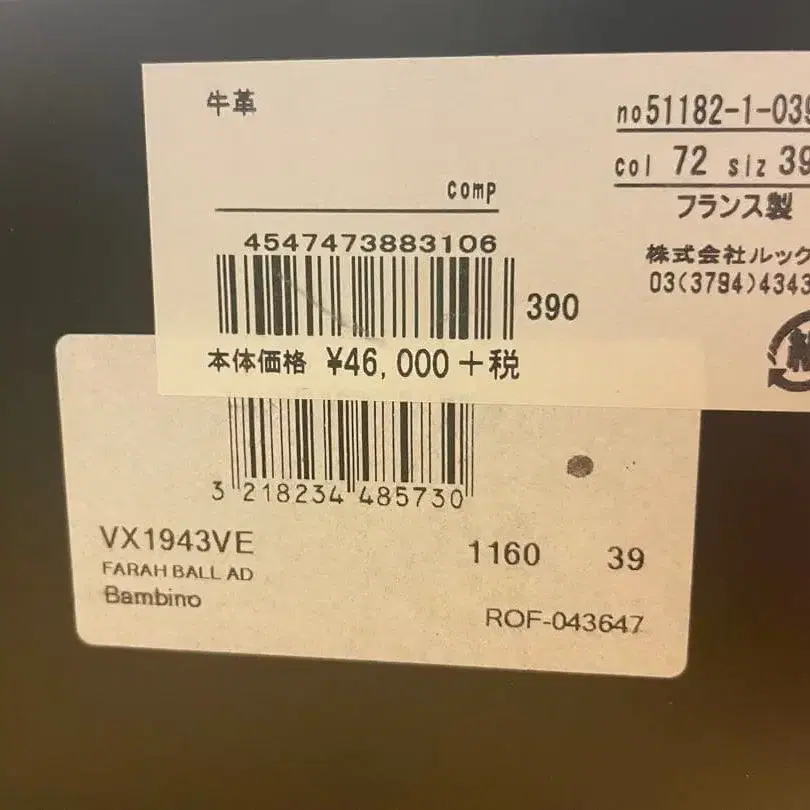 牛革
comp
4547473883106
390
本体価格 ¥46,000+税
no51182-1-039
col 72 siz 39
フランス製
株式会社ルック
03(3794)4343
3 218234 485730
VX1943VE
1160 39
FARAH BALL AD
Bambino
ROF-043647